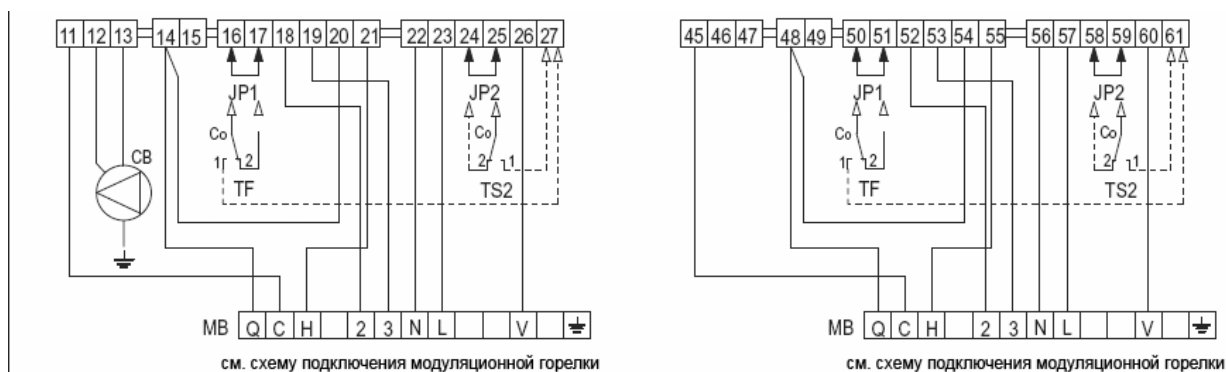 11 12 13 14 15 16 17 18 19 20 21 22 23 24 25 26 27
JP1 JP2
Co Co
CB 1 2 2 1
TF TS2
MB Q C H 2 3 N L V
см. схему подключения модуляционной горелки
45 46 47 48 49 50 51 52 53 54 55 56 57 58 59 60 61
JP1 JP2
Co Co
1 2 2 1
TF TS2
MB Q C H 2 3 N L V
см. схему подключения модуляционной горелки